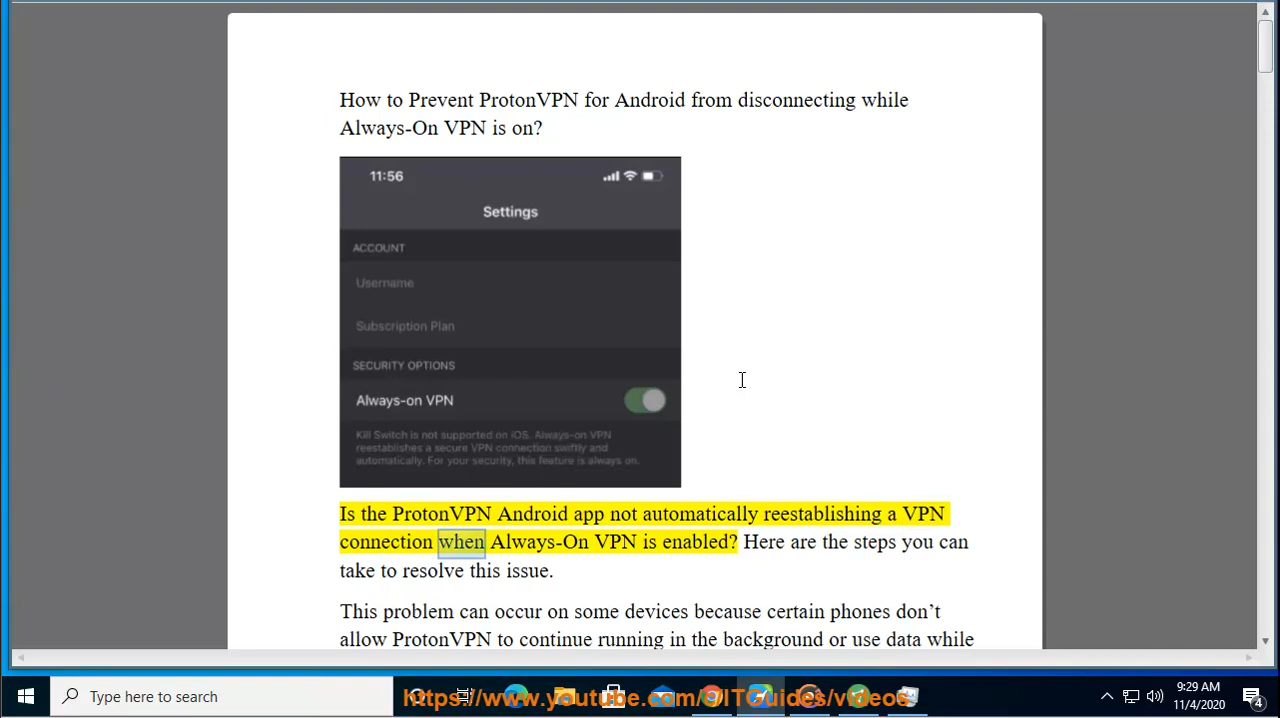 How to Prevent ProtonVPN for Android from disconnecting while
Always-On VPN is on?
11:56
Settings
ACCOUNT
Username
Subscription Plan
SECURITY OPTIONS
Always-on VPN
Kill Switch is not supported on iOS. Always-on VPN
reestablishes a secure VPN connection swiftly and
automatically. For your security, this feature is always on.
Is the ProtonVPN Android app not automatically reestablishing a VPN
connection when Always-On VPN is enabled? Here are the steps you can
take to resolve this issue.
This problem can occur on some devices because certain phones don’t
allow ProtonVPN to continue running in the background or use data while
Type here to search
https://www.youtube.com/c/ITGuides/videos
9:29 AM
11/4/2020
4